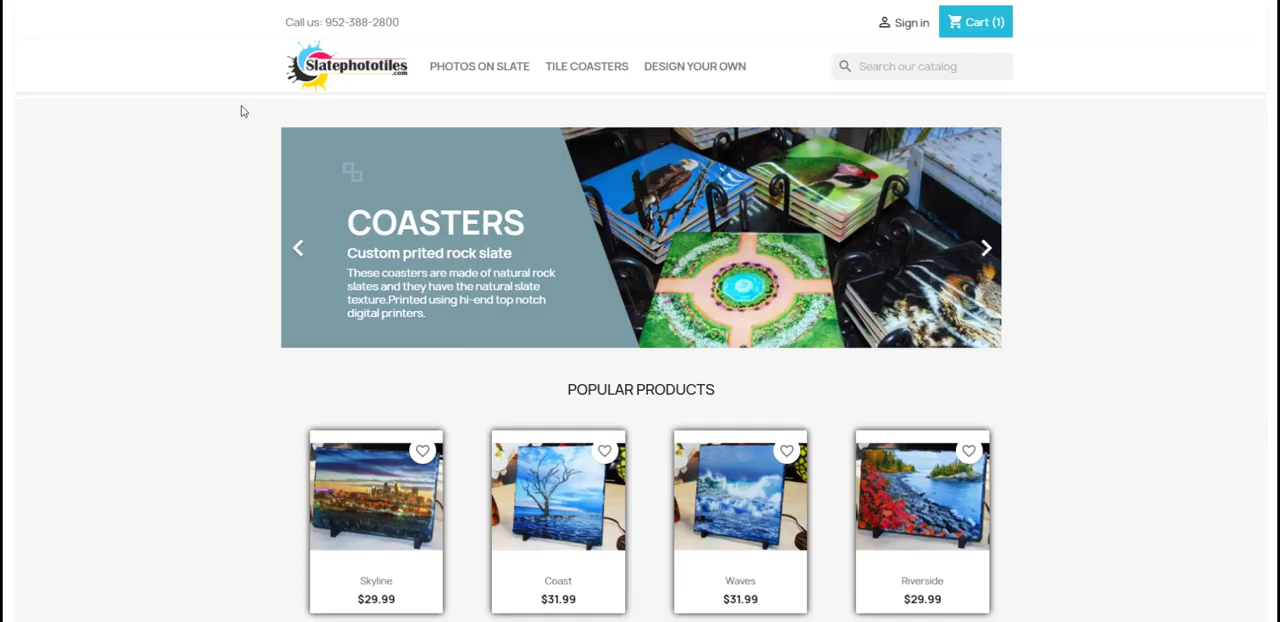 Call us: 952-388-2800
Sign in
Cart (1)
Slatephototiles
.com
PHOTOS ON SLATE
TILE COASTERS
DESIGN YOUR OWN
Search our catalog
COASTERS
Custom prited rock slate
These coasters are made of natural rock
slates and they have the natural slate
texture.Printed using hi-end top notch
digital printers.
POPULAR PRODUCTS
Skyline
$29.99
Coast
$31.99
Waves
$31.99
Riverside
$29.99